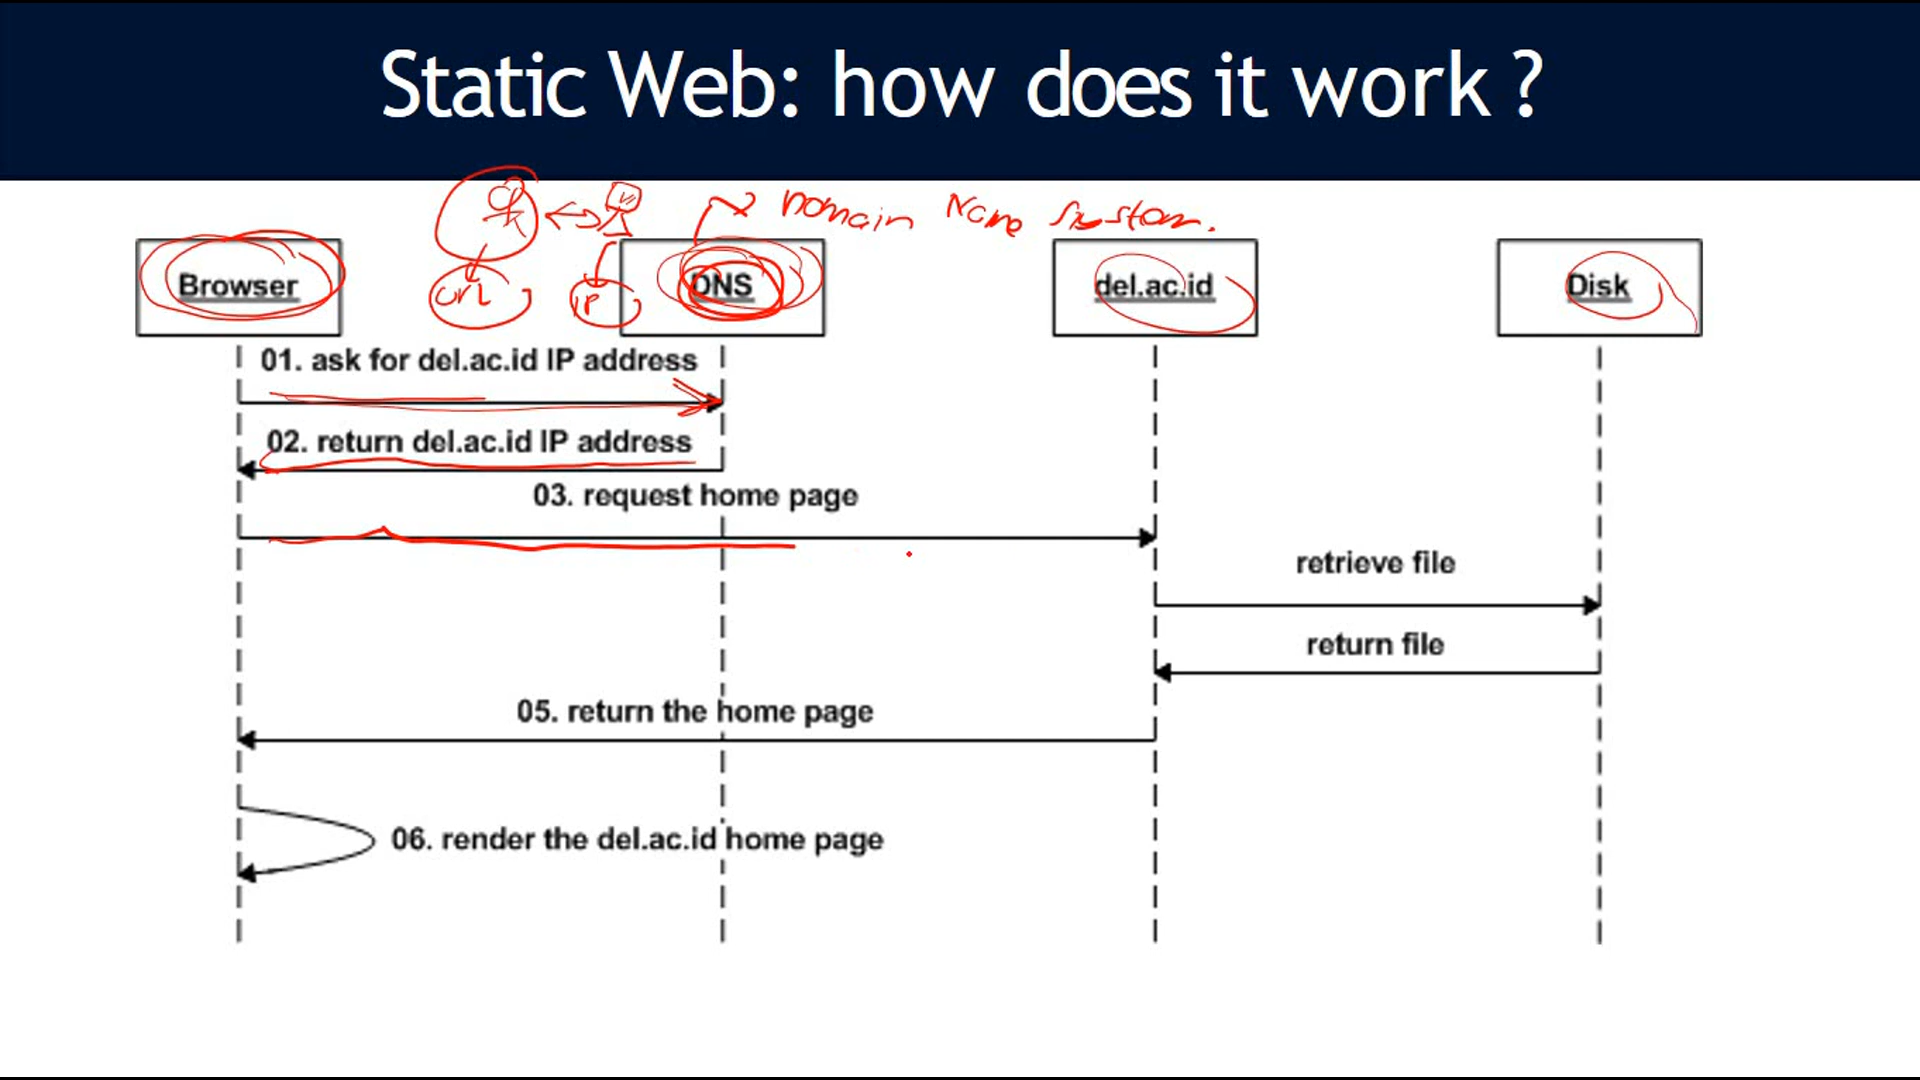 Static Web: how does it work ?
Domain Name System.
Browser
url
IP
DNS
del.ac.id
Disk
01. ask for del.ac.id IP address
02. return del.ac.id IP address
03. request home page
retrieve file
return file
05. return the home page
06. render the del.ac.id home page